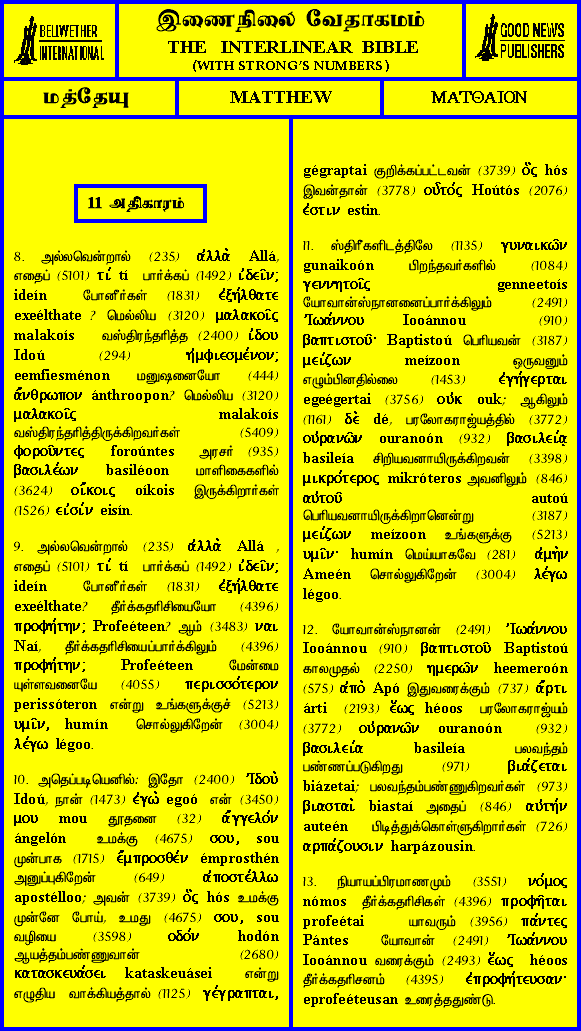 BELLWETHER
INTERNATIONAL
இணைநிலை வேதாகமம்
THE INTERLINEAR BIBLE
(WITH STRONG'S NUMBERS)
GOOD NEWS
PUBLISHERS
மத்தேயு
MATTHEW
ΜΑΤΘΑΙΟΝ
11 அதிகாரம்
8. அல்லவென்றால் (235) ἀλλὰ Allá,
எதைப் (5101) τί tí பார்க்கப் (1492) ἰδεῖν;
ideín போனீர்கள் (1831) ἐξήλθατε
exeélthate ? மெல்லிய (3120) μαλακοῖς
malakoís வஸ்திரந்தரித்த (2400) ἰδου
Idoú (294) ἠμφιεσμένον;
eemfiesménon மனுஷனையோ (444)
ἄνθρωπον ánthroopon? மெல்லிய (3120)
μαλακοῖς malakoís
வஸ்திரந்தரித்திருக்கிறவர்கள் (5409)
φοροῦντες foroúntes அரசர் (935)
βασιλέων basiléoon மாளிகைகளில்
(3624) οἴκοις oíkois இருக்கிறார்கள்
(1526) εἰσίν eisín.
9. அல்லவென்றால் (235) ἀλλὰ Allá ,
எதைப் (5101) τί tí பார்க்கப் (1492) ἰδεῖν;
ideín போனீர்கள் (1831) ἐξήλθατε
exeélthate? தீர்க்கதரிசியையோ (4396)
προφήτην; Profeéteen? ஆம் (3483) ναι
Naí, தீர்க்கதரிசியைப்பார்க்கிலும் (4396)
προφήτην; Profeéteen மேன்மை
யுள்ளவனையே (4055) περισσότερον
perissóteron என்று உங்களுக்குச் (5213)
υμῖν, humín சொல்லுகிறேன் (3004)
λέγω légoo.
10. அதெப்படியெனில்: இதோ (2400) Ἰδοὺ
Idoú, நான் (1473) ἐγὼ egoó என் (3450)
μου mou தூதனை (32) ἄγγελόν
ángelón உமக்கு (4675) σου, sou
முன்பாக (1715) ἔμπροσθέν émprosthén
அனுப்புகிறேன் (649) ἀποστέλλω
apostélloo; அவன் (3739) ὃς hós உமக்கு
முன்னே போய், உமது (4675) σου, sou
வழியை (3598) οδόν hodón
ஆயத்தம்பண்ணுவான் (2680)
κατασκευάσει kataskeuásei என்று
எழுதிய வாக்கியத்தால் (1125) γέγραπται,
gégraptai குறிக்கப்பட்டவன் (3739) ὃς hós
இவன்தான் (3778) οὗτός Hoútós (2076)
ἐστιν estin.
11. ஸ்திரீகளிடத்திலே (1135) γυναικῶν
gunaikoón பிறந்தவர்களில் (1084)
γεννητοῖς genneetoís
யோவான்ஸ்நானனைப்பார்க்கிலும் (2491)
Ἰωάννου Iooánnou (910)
βαπτιστοῦ· Baptistoú பெரியவன் (3187)
μείζων meízoon ஒருவனும்
எழும்பினதில்லை (1453) ἐγήγερται
egeégertai (3756) οὐκ ouk; ஆகிலும்
(1161) δὲ dé, பரலோகராஜ்யத்தில் (3772)
οὐρανῶν ouranoón (932) βασιλείᾳ
basileía சிறியவனாயிருக்கிறவன் (3398)
μικρότερος mikróteros அவனிலும் (846)
αὐτοῦ autoú
பெரியவனாயிருக்கிறானென்று (3187)
μείζων meízoon உங்களுக்கு (5213)
υμῖν· humín மெய்யாகவே (281) ἀμὴν
Ameén சொல்லுகிறேன் (3004) λέγω
légoo.
12. யோவான்ஸ்நானன் (2491) Ἰωάννου
Iooánnou (910) βαπτιστοῦ Baptistoú
காலமுதல் (2250) ημερῶν heemeroón
(575) ἀπὸ Apó இதுவரைக்கும் (737) ἄρτι
árti (2193) ἕως héoos பரலோகராஜ்யம்
(3772) οὐρανῶν ouranoón (932)
βασιλεία basileía பலவந்தம்
பண்ணப்படுகிறது (971) βιάζεται
biázetai; பலவந்தம்பண்ணுகிறவர்கள் (973)
βιασταὶ biastaí அதைப் (846) αυτήν
auteén பிடித்துக்கொள்ளுகிறார்கள் (726)
αρπάζουσιν harpázousin.
13. நியாயப்பிரமாணமும் (3551) νόμος
nómos தீர்க்கதரிசிகள் (4396) προφῆται
profeétai யாவரும் (3956) πάντες
Pántes யோவான் (2491) Ἰωάννου
Iooánnou வரைக்கும் (2493) ἕως héoos
தீர்க்கதரிசனம் (4395) ἐπροφήτευσαν·
eprofeéteusan உரைத்ததுண்டு.